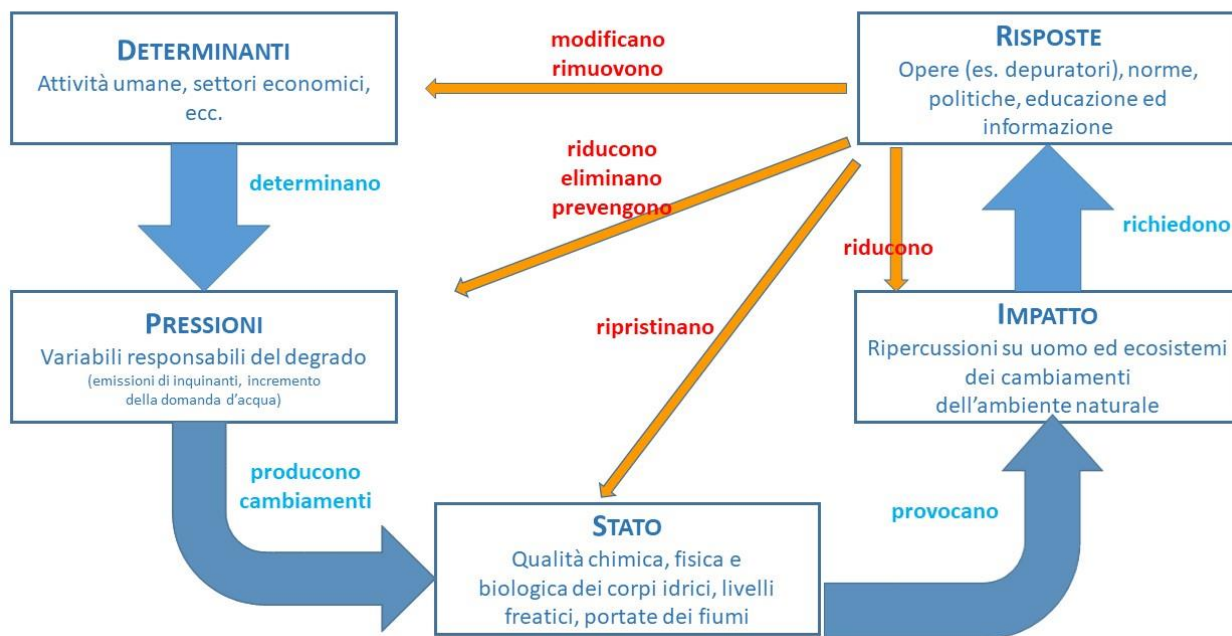 DETERMINANTI
Attività umane, settori economici,
ecc.
modificano
rimuovono
RISPOSTE
Opere (es. depuratori), norme,
politiche, educazione ed
informazione
determinano
riducono
eliminano
prevengono
riducono
richiedono
PRESSIONI
Variabili responsabili del degrado
(emissioni di inquinanti, incremento
della domanda d'acqua)
ripristinano
IMPATTO
Ripercussioni su uomo ed ecosistemi
dei cambiamenti
dell'ambiente naturale
producono
cambiamenti
STATO
Qualità chimica, fisica e
biologica dei corpi idrici, livelli
freatici, portate dei fiumi
provocano